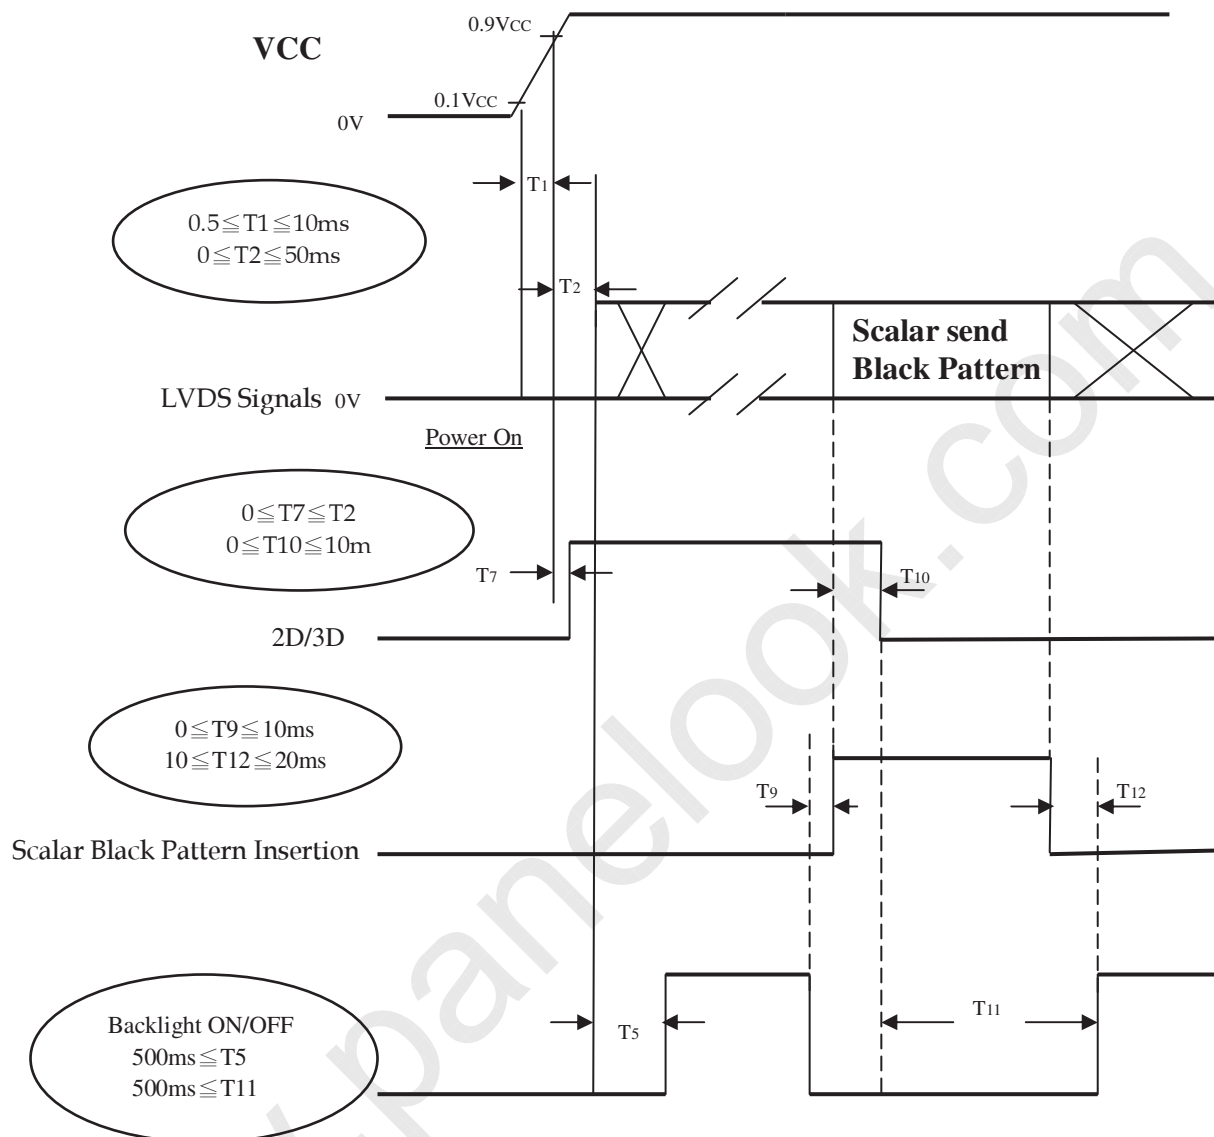 0.9VCC
VCC
0.1VCC
0V
T1
0.5≦T1≦10ms
0≦T2≦50ms
T2
Scalar send
Black Pattern
LVDS Signals 0V
Power On
0≦T7≦T2
0≦T10≦10m
T7
T10
2D/3D
0≦T9≦10ms
10≦T12≦20ms
T9
T12
Scalar Black Pattern Insertion
Backlight ON/OFF
500ms≦T5
500ms≦T11
T5
T11
panelook.com